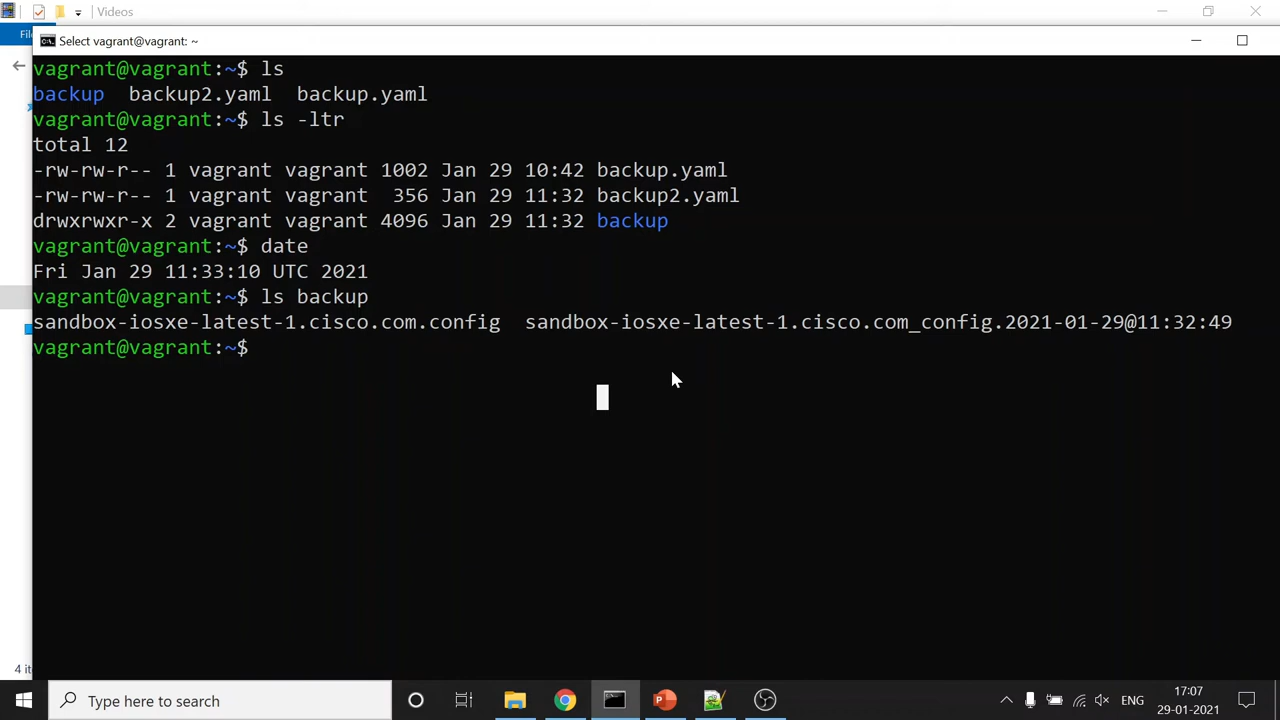 Videos
Fil
Select vagrant@vagrant: ~
vagrant@vagrant:~$ ls
backup  backup2.yaml  backup.yaml
vagrant@vagrant:~$ ls -ltr
total 12
-rw-rw-r-- 1 vagrant vagrant 1002 Jan 29 10:42 backup.yaml
-rw-rw-r-- 1 vagrant vagrant  356 Jan 29 11:32 backup2.yaml
drwxrwxr-x 2 vagrant vagrant 4096 Jan 29 11:32 backup
vagrant@vagrant:~$ date
Fri Jan 29 11:33:10 UTC 2021
vagrant@vagrant:~$ ls backup
sandbox-iosxe-latest-1.cisco.com.config  sandbox-iosxe-latest-1.cisco.com_config.2021-01-29@11:32:49
vagrant@vagrant:~$
4 it
Type here to search
ENG
17:07
29-01-2021